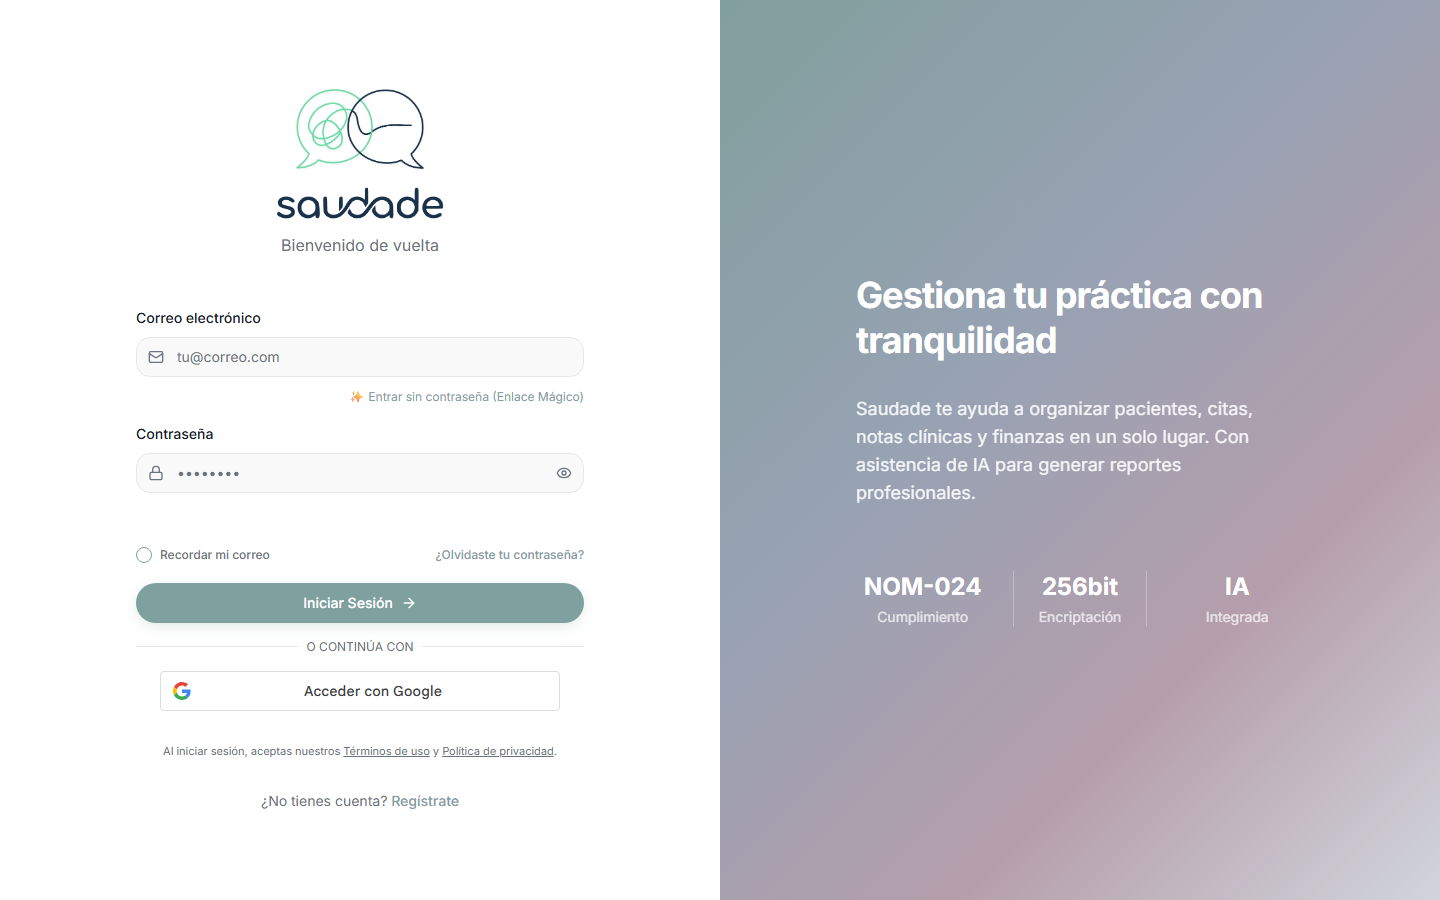 saudade
Bienvenido de vuelta
Correo electrónico
tu@correo.com
✨ Entrar sin contraseña (Enlace Mágico)
Contraseña
••••••••
Recordar mi correo
¿Olvidaste tu contraseña?
Iniciar Sesión →
O CONTINÚA CON
Acceder con Google
Al iniciar sesión, aceptas nuestros Términos de uso y Política de privacidad.
¿No tienes cuenta? Regístrate
Gestiona tu práctica con
tranquilidad
Saudade te ayuda a organizar pacientes, citas,
notas clínicas y finanzas en un solo lugar. Con
asistencia de IA para generar reportes
profesionales.
NOM-024
Cumplimiento
256bit
Encriptación
IA
Integrada